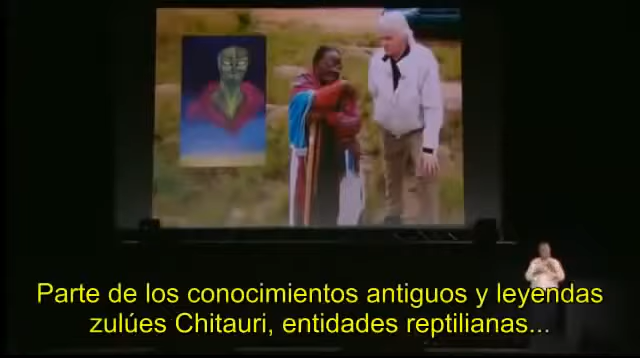 Parte de los conocimientos antiguos y leyendas
zulúes Chitauri, entidades reptilianas...